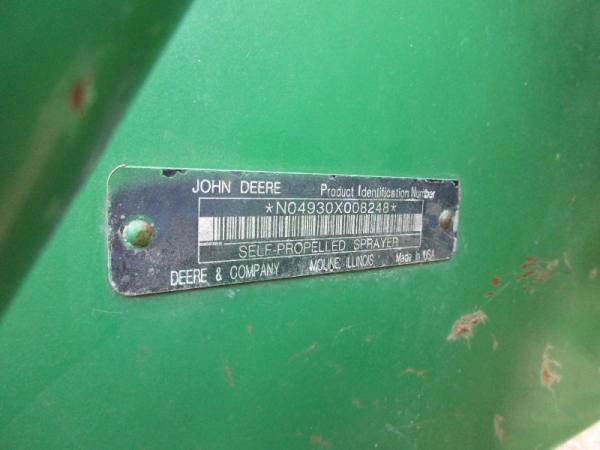 JOHN DEERE Product Identification Number
*N04930X008248*
SELF-PROPELLED SPRAYER
DEERE & COMPANY MOLINE ILLINOIS Made in USA